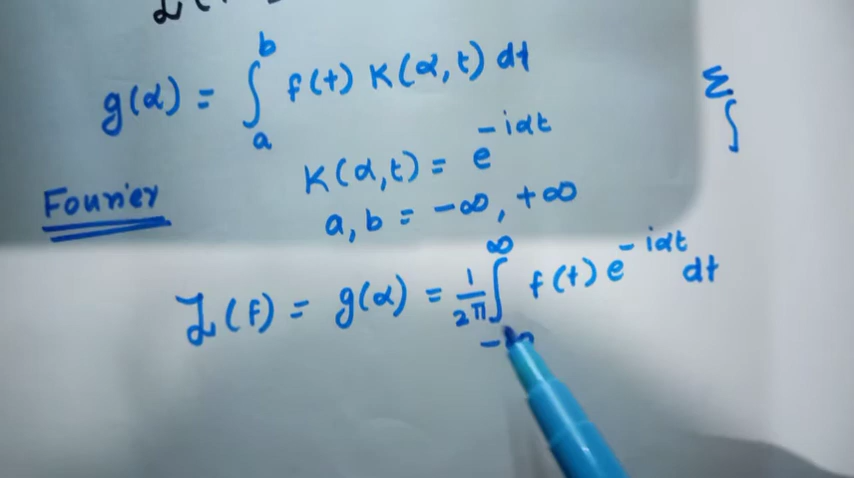 g(α) = ∫_a^b f(t) K(α, t) dt
Σ
∫
K(α, t) = e^{-iαt}
Fourier
a, b = -∞, +∞
ℒ(f) = g(α) = 1/2π ∫_{-∞}^{∞} f(t) e^{-iαt} dt